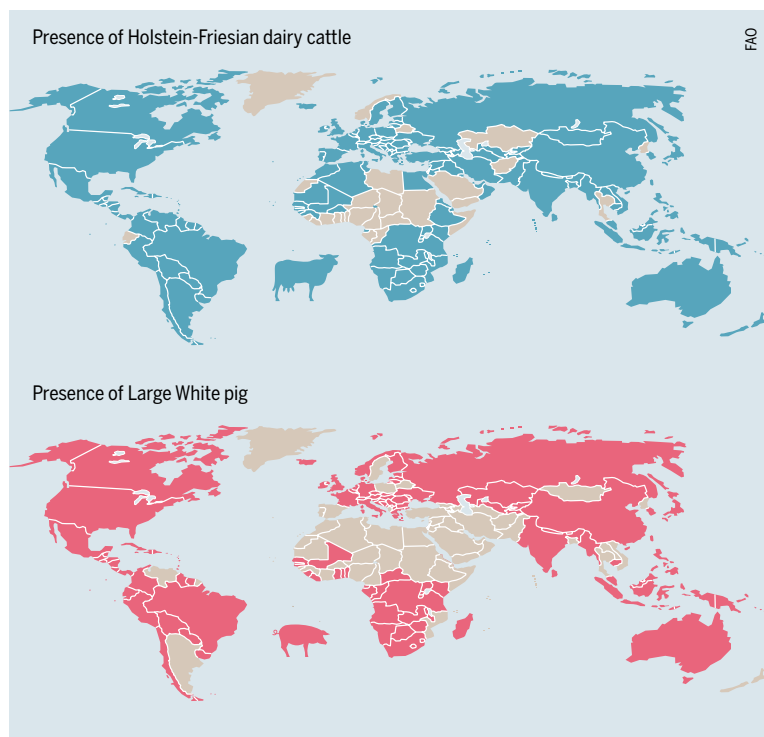 Presence of Holstein-Friesian dairy cattle
FAO
Presence of Large White pig